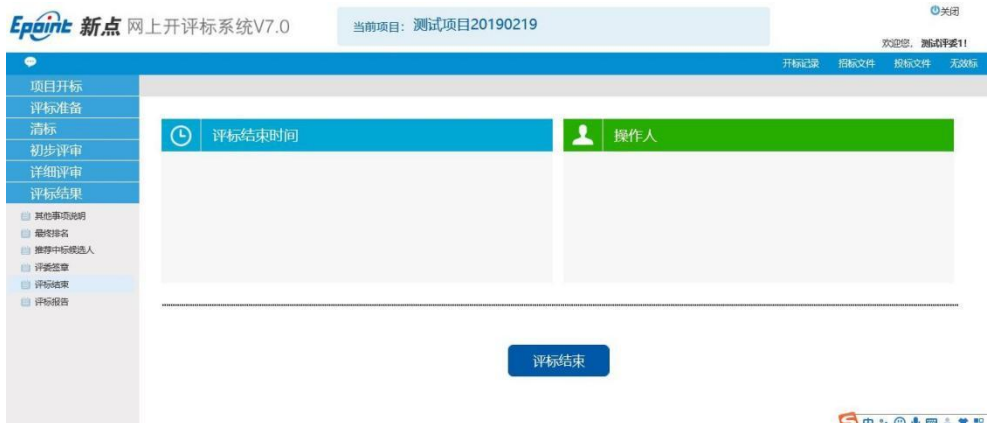 关闭
Epoint 新点 网上开评标系统V7.0
当前项目: 测试项目20190219
欢迎您, 测试评委1!
开标记录 招标文件 投标文件 无效标
项目开标
评标准备
清标
初步评审
详细评审
评标结果
其他事项说明
最终排名
推荐中标候选人
评委签章
评标结束
评标报告
评标结束时间
操作人
评标结束
中